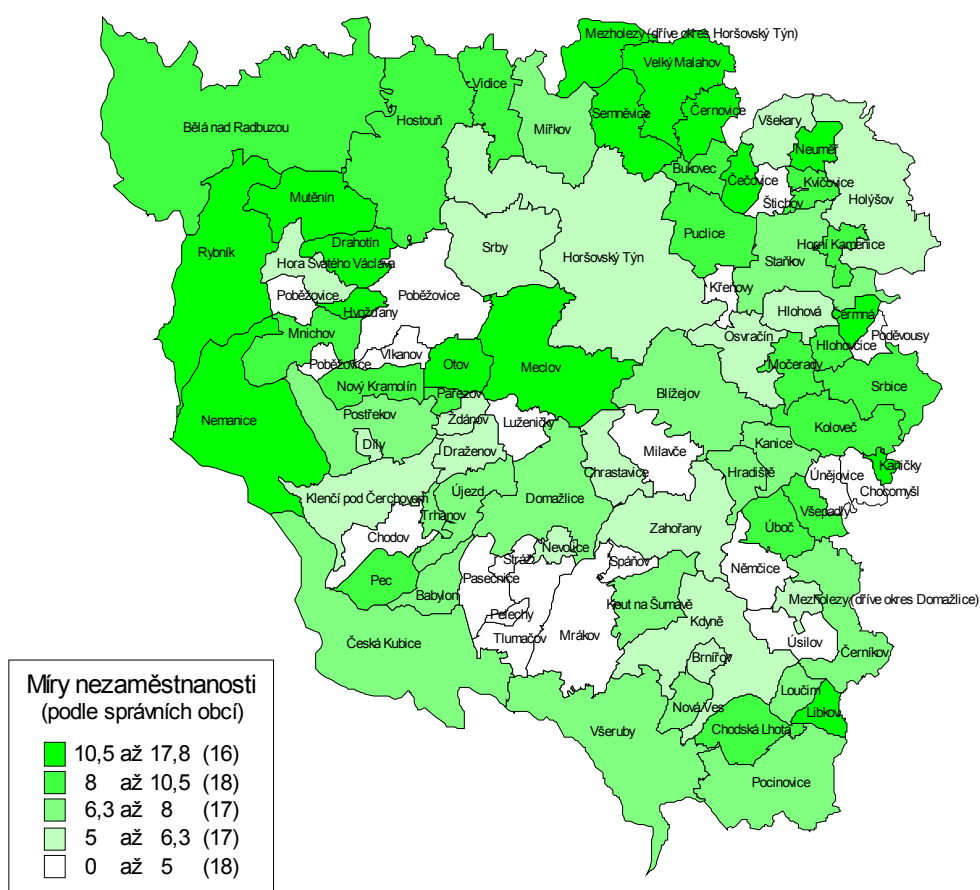 Mezholezy (dříve okres Horšovský Týn)
Velký Malahov
Vidice
Bělá nad Radbuzou
Hostouň
Mířkov
Semněvice
Černovice
Všekary
Neuměř
Bukovec
Čečovice
Kvíčovice
Štichov
Holýšov
Mutěnín
Puclice
Drahotín
Srby
Horní Kamenice
Rybník
Horšovský Týn
Staňkov
Hora Svatého Václava
Křeňovy
Poběžovice
Poběžovice
Hvožďany
Hlohová
Čermná
Mnichov
Osvračín
Poděvousy
Vlkanov
Hlohovčice
Poběžovice
Otov
Meclov
Močerady
Nový Kramolín
Srbice
Pařezov
Blížejov
Postřekov
Ždánov
Nemanice
Luženičky
Koloveč
Díly
Draženov
Milavče
Kanice
Kaničky
Chrastavice
Hradiště
Únějovice
Klenčí pod Čerchovem
Újezd
Domažlice
Chocomyšl
Trhanov
Všepadly
Zahořany
Úboč
Chodov
Nevolice
Stráž
Spáňov
Němčice
Pec
Pasečnice
Babylon
Kout na Šumavě
Mezholezy (dříve okres Domažlice)
Pelechy
Kdyně
Česká Kubice
Tlumačov
Mrákov
Úsilov
Černíkov
Brnířov
Loučim
Nová Ves
Libkov
Všeruby
Chodská Lhota
Pocinovice
Míry nezaměstnanosti
(podle správních obcí)
10,5 až 17,8 (16)
8 až 10,5 (18)
6,3 až 8 (17)
5 až 6,3 (17)
0 až 5 (18)